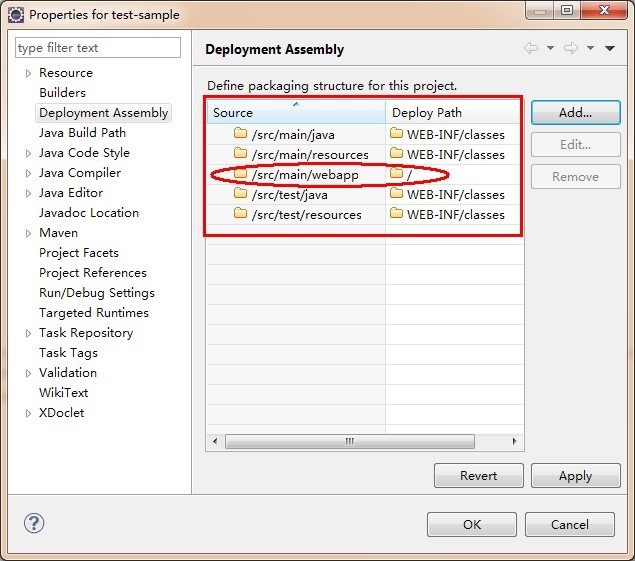 Properties for test-sample
type filter text
Resource
Builders
Deployment Assembly
Java Build Path
Java Code Style
Java Compiler
Java Editor
Javadoc Location
Maven
Project Facets
Project References
Run/Debug Settings
Targeted Runtimes
Task Repository
Task Tags
Validation
WikiText
XDoclet
Deployment Assembly
Define packaging structure for this project.
Source Deploy Path
/src/main/java WEB-INF/classes
/src/main/resources WEB-INF/classes
/src/main/webapp /
/src/test/java WEB-INF/classes
/src/test/resources WEB-INF/classes
Add...
Edit...
Remove
Revert Apply
? OK Cancel